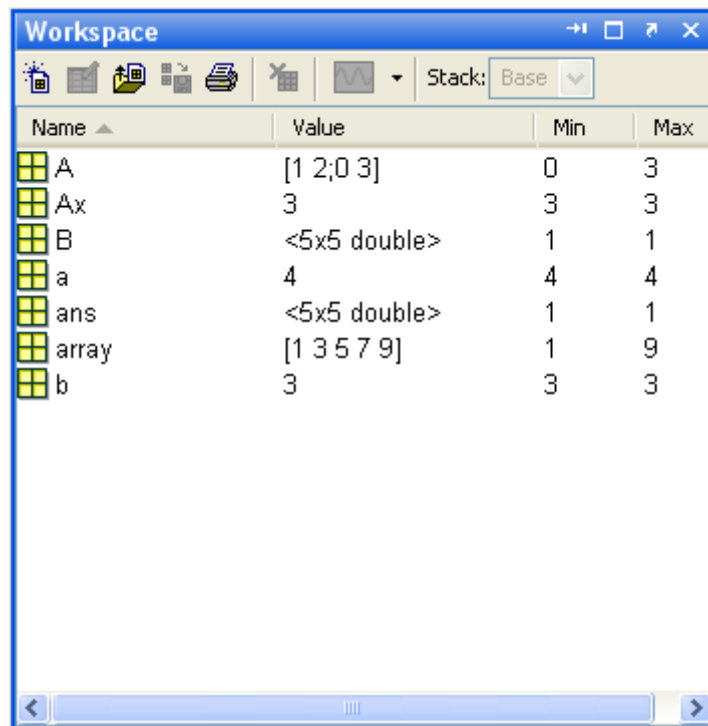 Workspace
Stack: Base
Name Value Min Max
A [1 2;0 3] 0 3
Ax 3 3 3
B <5x5 double> 1 1
a 4 4 4
ans <5x5 double> 1 1
array [1 3 5 7 9] 1 9
b 3 3 3